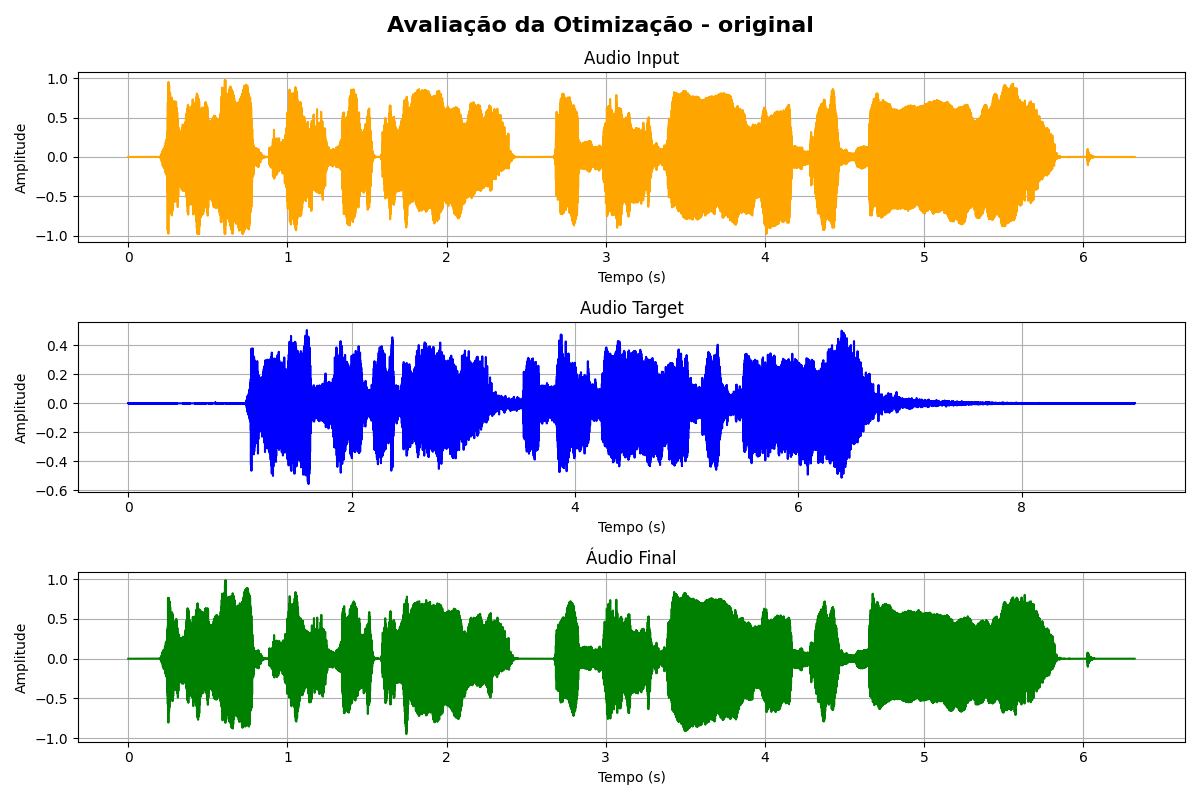 Avaliação da Otimização - original
Audio Input
1.0
0.5
0.0
−0.5
−1.0
Amplitude
0 1 2 3 4 5 6
Tempo (s)
Audio Target
0.4
0.2
0.0
−0.2
−0.4
−0.6
Amplitude
0 2 4 6 8
Tempo (s)
Áudio Final
1.0
0.5
0.0
−0.5
−1.0
Amplitude
0 1 2 3 4 5 6
Tempo (s)